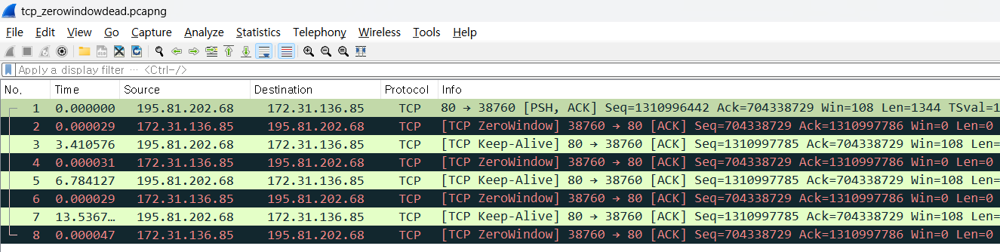 tcp_zerowindowdead.pcapng
File Edit View Go Capture Analyze Statistics Telephony Wireless Tools Help
Apply a display filter ... <Ctrl-/>
No. Time Source Destination Protocol Info
1 0.000000 195.81.202.68 172.31.136.85 TCP 80 → 38760 [PSH, ACK] Seq=1310996442 Ack=704338729 Win=108 Len=1344 TSval=1
2 0.000029 172.31.136.85 195.81.202.68 TCP [TCP ZeroWindow] 38760 → 80 [ACK] Seq=704338729 Ack=1310997786 Win=0 Len=0
3 3.410576 195.81.202.68 172.31.136.85 TCP [TCP Keep-Alive] 80 → 38760 [ACK] Seq=1310997785 Ack=704338729 Win=108 Len=
4 0.000031 172.31.136.85 195.81.202.68 TCP [TCP ZeroWindow] 38760 → 80 [ACK] Seq=704338729 Ack=1310997786 Win=0 Len=0
5 6.784127 195.81.202.68 172.31.136.85 TCP [TCP Keep-Alive] 80 → 38760 [ACK] Seq=1310997785 Ack=704338729 Win=108 Len=
6 0.000029 172.31.136.85 195.81.202.68 TCP [TCP ZeroWindow] 38760 → 80 [ACK] Seq=704338729 Ack=1310997786 Win=0 Len=0
7 13.5367… 195.81.202.68 172.31.136.85 TCP [TCP Keep-Alive] 80 → 38760 [ACK] Seq=1310997785 Ack=704338729 Win=108 Len=
8 0.000047 172.31.136.85 195.81.202.68 TCP [TCP ZeroWindow] 38760 → 80 [ACK] Seq=704338729 Ack=1310997786 Win=0 Len=0